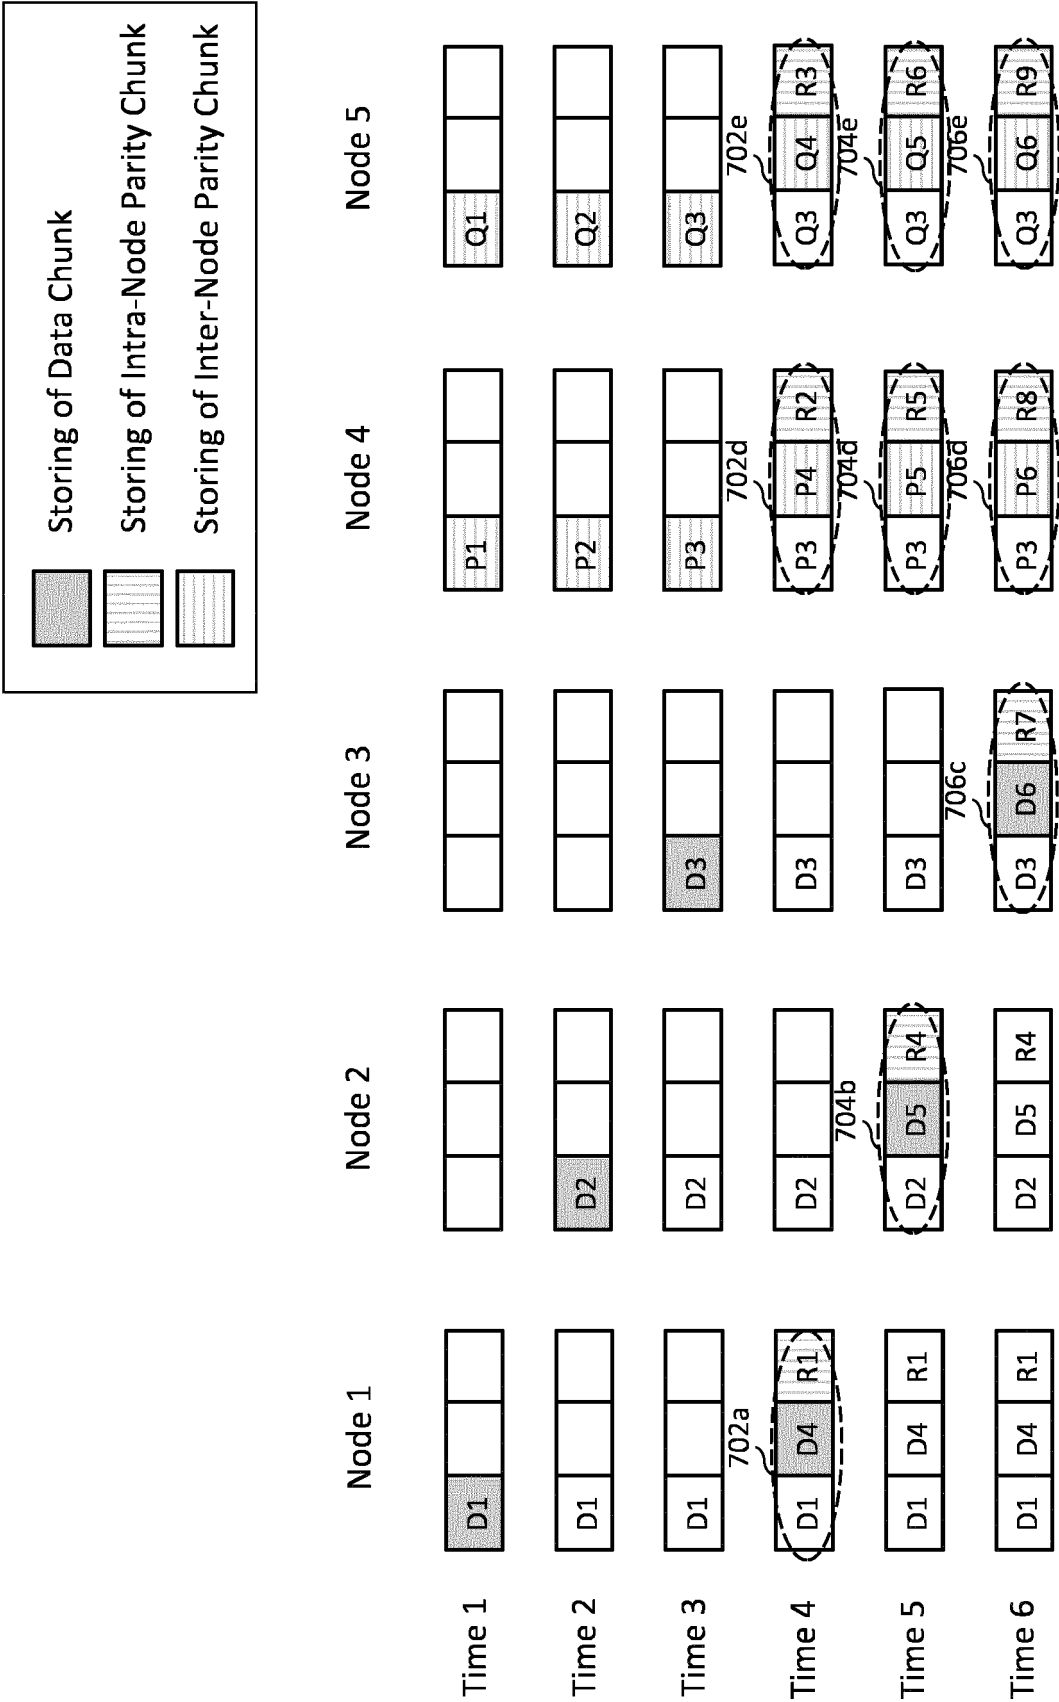 Storing of Data Chunk
Storing of Intra-Node Parity Chunk
Storing of Inter-Node Parity Chunk
Node 1 Node 2 Node 3 Node 4 Node 5
Time 1 D1 P1 Q1
Time 2 D1 D2 P2 Q2
Time 3 D1 D2 D3 P3 Q3
702a 702d 702e
Time 4 D1 D4 R1 D2 D3 P3 P4 R2 Q3 Q4 R3
704b 704d 704e
Time 5 D1 D4 R1 D2 D5 R4 D3 P3 P5 R5 Q3 Q5 R6
706c 706d 706e
Time 6 D1 D4 R1 D2 D5 R4 D3 D6 R7 P3 P6 R8 Q3 Q6 R9